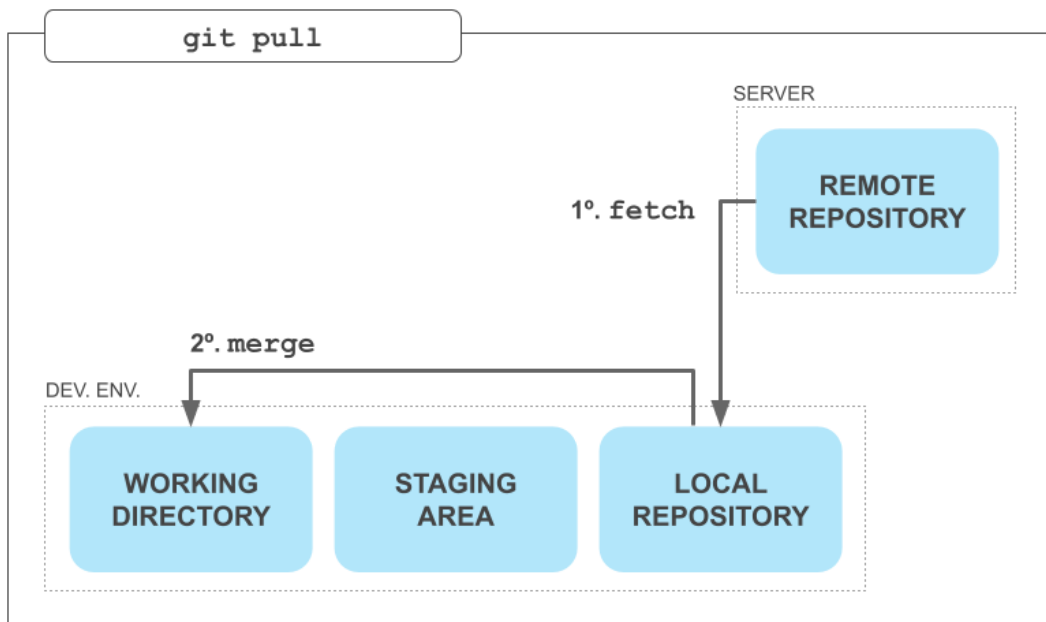 git pull
SERVER
REMOTE
REPOSITORY
1º. fetch
2º. merge
DEV. ENV.
WORKING
DIRECTORY
STAGING
AREA
LOCAL
REPOSITORY